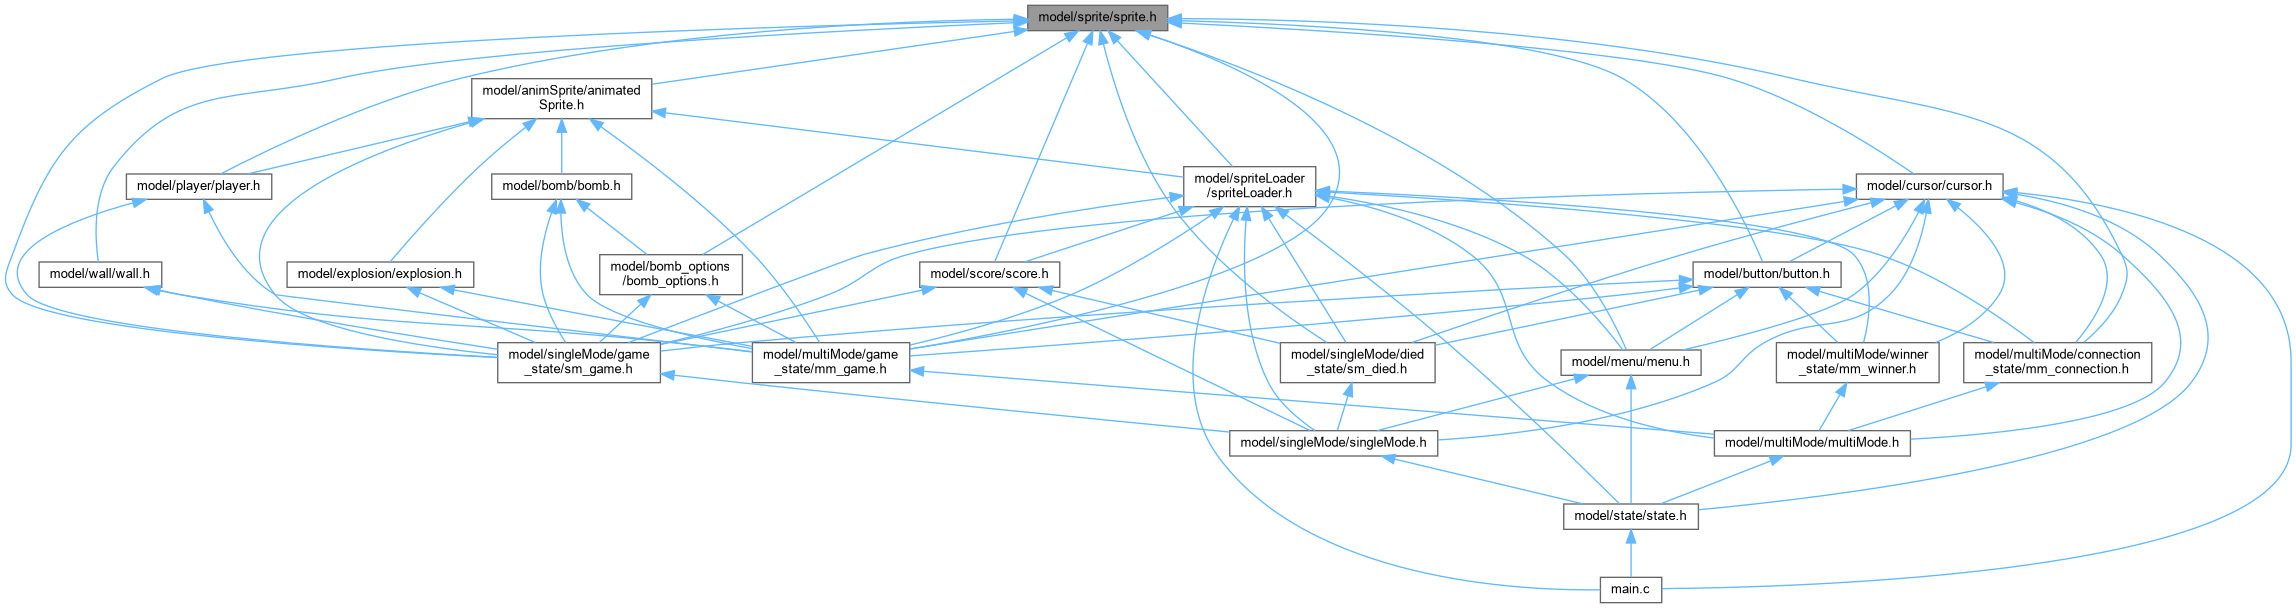 model/sprite/sprite.h
model/animSprite/animated
Sprite.h
model/player/player.h
model/bomb/bomb.h
model/spriteLoader
/spriteLoader.h
model/cursor/cursor.h
model/wall/wall.h
model/explosion/explosion.h
model/bomb_options
/bomb_options.h
model/score/score.h
model/button/button.h
model/singleMode/game
_state/sm_game.h
model/multiMode/game
_state/mm_game.h
model/singleMode/died
_state/sm_died.h
model/menu/menu.h
model/multiMode/winner
_state/mm_winner.h
model/multiMode/connection
_state/mm_connection.h
model/singleMode/singleMode.h
model/multiMode/multiMode.h
model/state/state.h
main.c